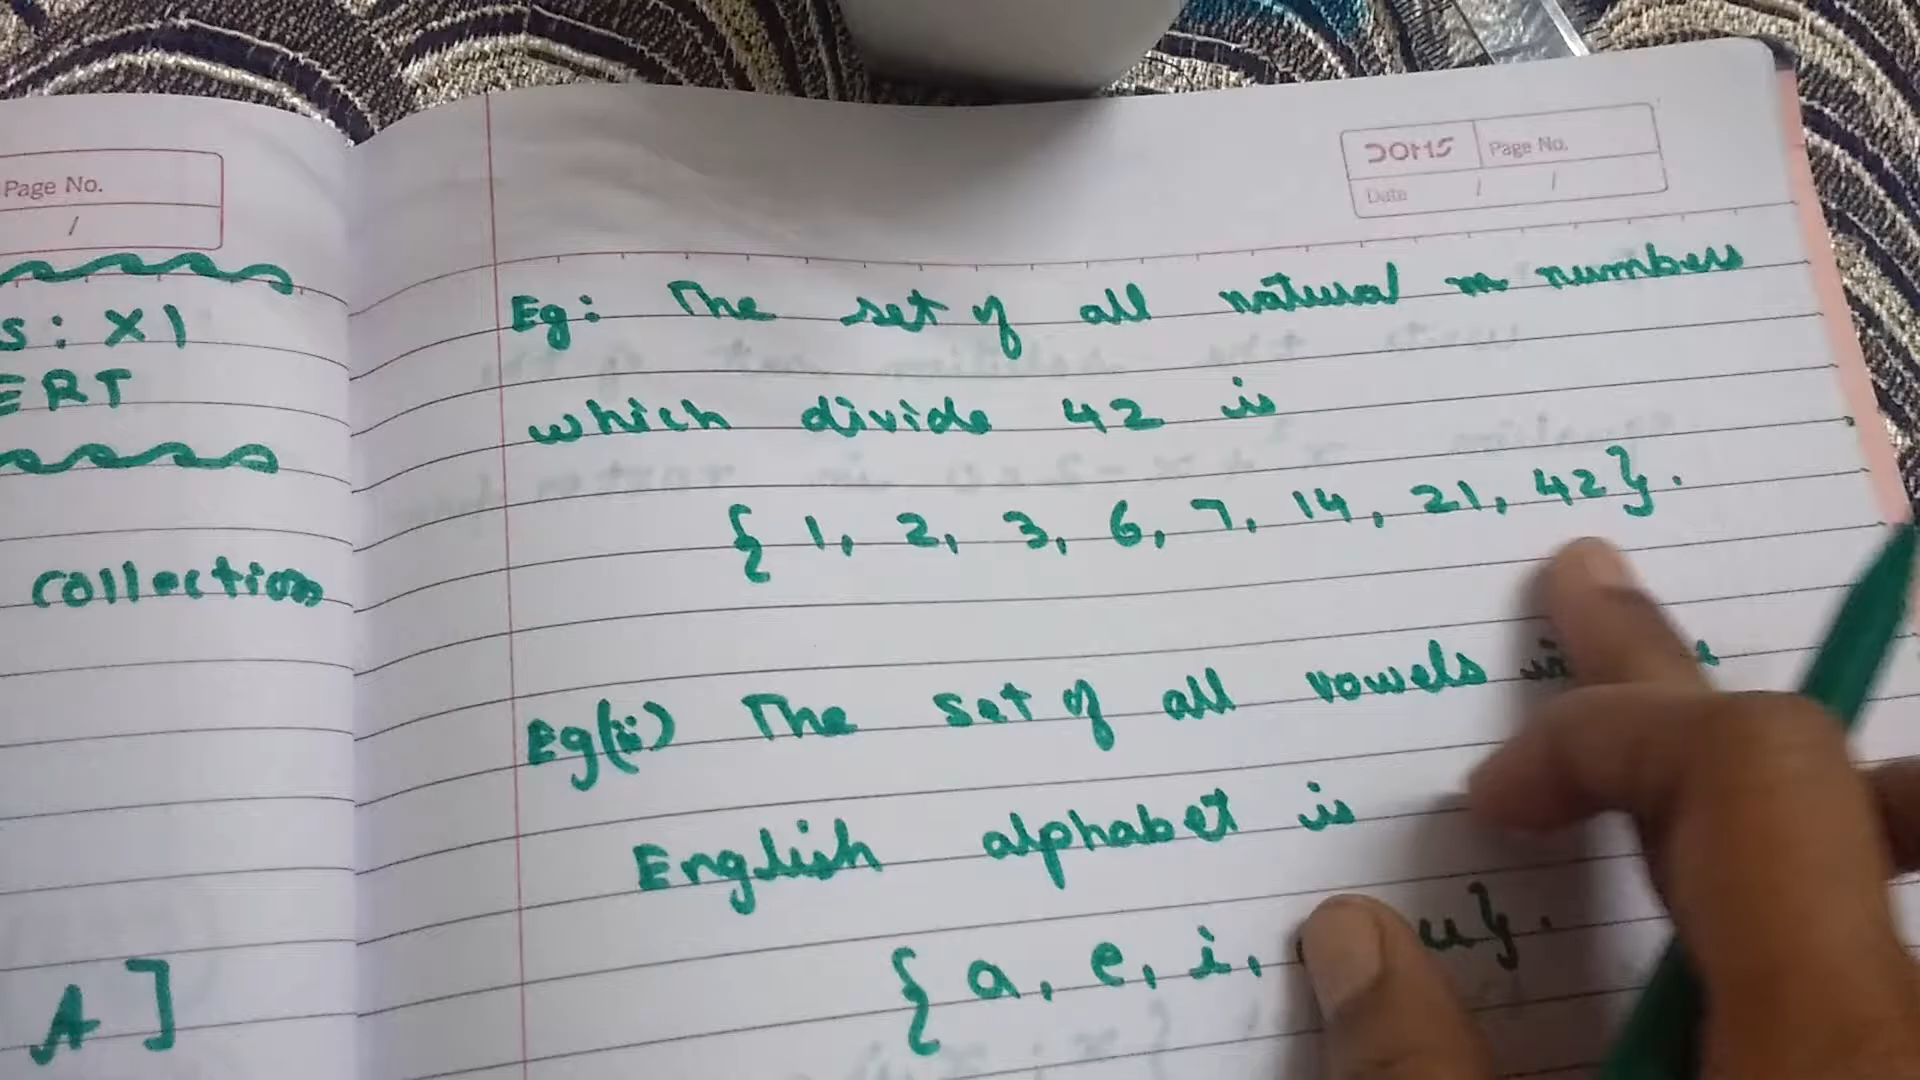 Page No.
/
s: XI
ERT
collection
A]
DOMS Page No.
Date / /
Eg: The set of all natural numbers
which divide 42 is
{ 1, 2, 3, 6, 7, 14, 21, 42}.
Eg(ii) The set of all vowels in
English alphabet is
{ a, e, i, u}.